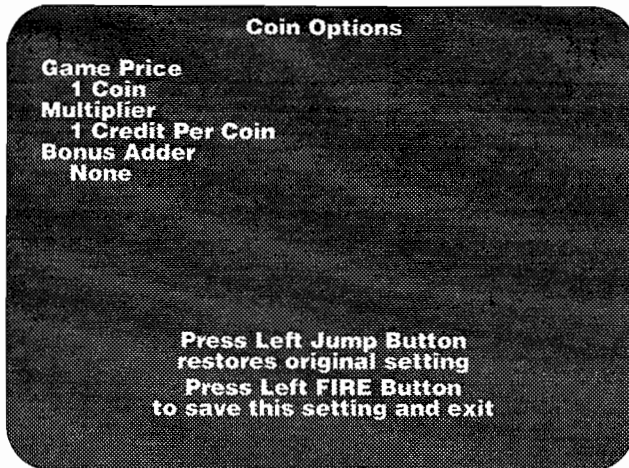 Coin Options
Game Price
1 Coin
Multiplier
1 Credit Per Coin
Bonus Adder
None
Press Left Jump Button
restores original setting
Press Left FIRE Button
to save this setting and exit